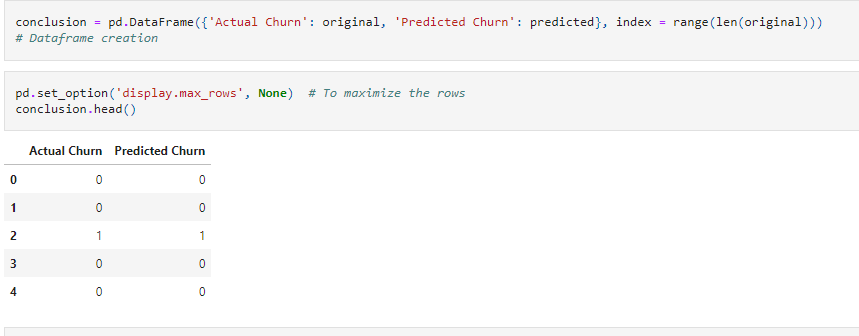 conclusion = pd.DataFrame({'Actual Churn': original, 'Predicted Churn': predicted}, index = range(len(original)))
# Dataframe creation
pd.set_option('display.max_rows', None)  # To maximize the rows
conclusion.head()
Actual Churn Predicted Churn
0 0 0
1 0 0
2 1 1
3 0 0
4 0 0